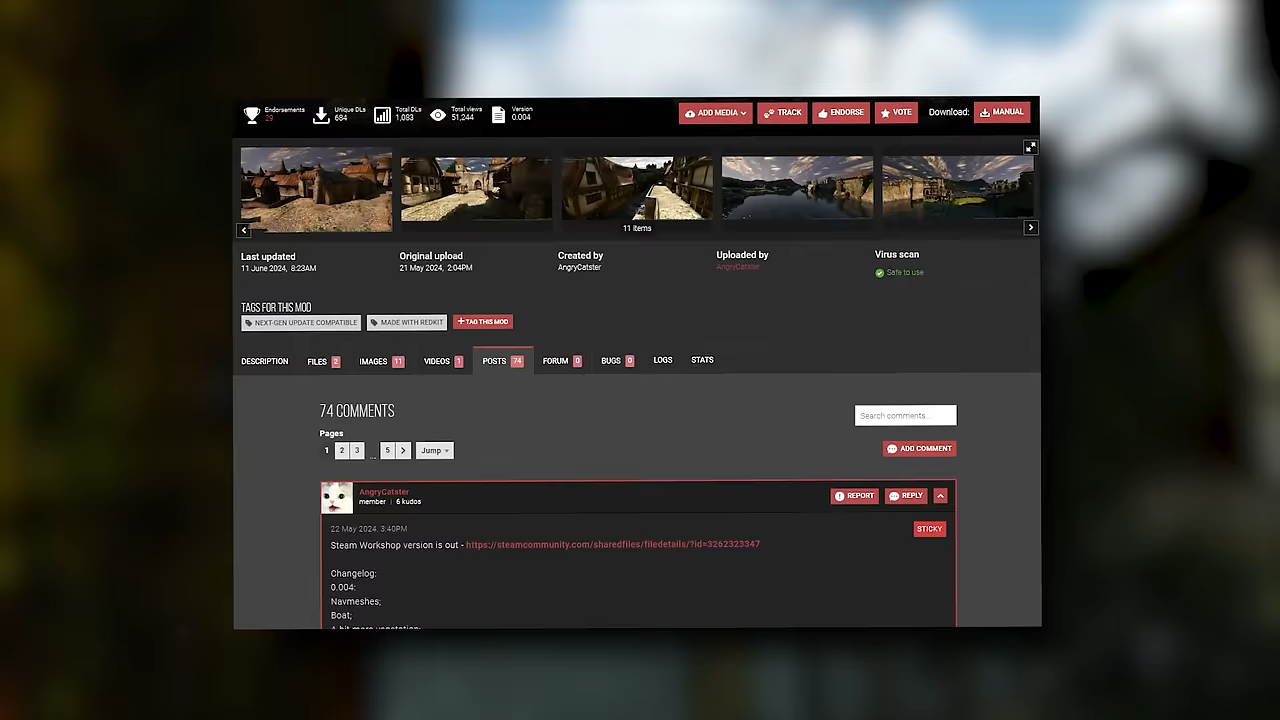 Endorsements 29 Unique DLs 684 Total DLs 1,083 Total views 51,244 Version 0.004
ADD MEDIA TRACK ENDORSE VOTE Download: MANUAL
11 items
Last updated Original upload Created by Uploaded by Virus scan
11 June 2024, 8:23AM 21 May 2024, 2:04PM AngryCatster AngryCatster Safe to use
TAGS FOR THIS MOD
NEXT-GEN UPDATE COMPATIBLE MADE WITH REDKIT + TAG THIS MOD
DESCRIPTION FILES 2 IMAGES 11 VIDEOS 1 POSTS 74 FORUM 0 BUGS 0 LOGS STATS
74 COMMENTS
Search comments...
Pages
1 2 3 ... 5 > Jump
ADD COMMENT
AngryCatster
member | 6 kudos
REPORT REPLY
22 May 2024, 3:40PM
STICKY
Steam Workshop version is out - https://steamcommunity.com/sharedfiles/filedetails/?id=3262323347
Changelog:
0.004:
Navmeshes;
Boat;
A bit more vegetation;